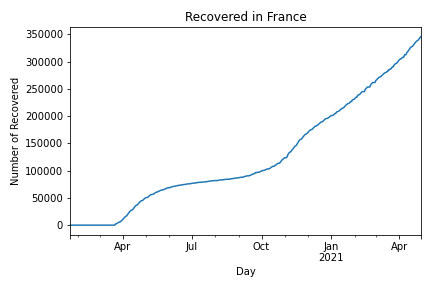 Recovered in France
Number of Recovered
350000
300000
250000
200000
150000
100000
50000
0
Apr
Jul
Oct
Jan
2021
Apr
Day